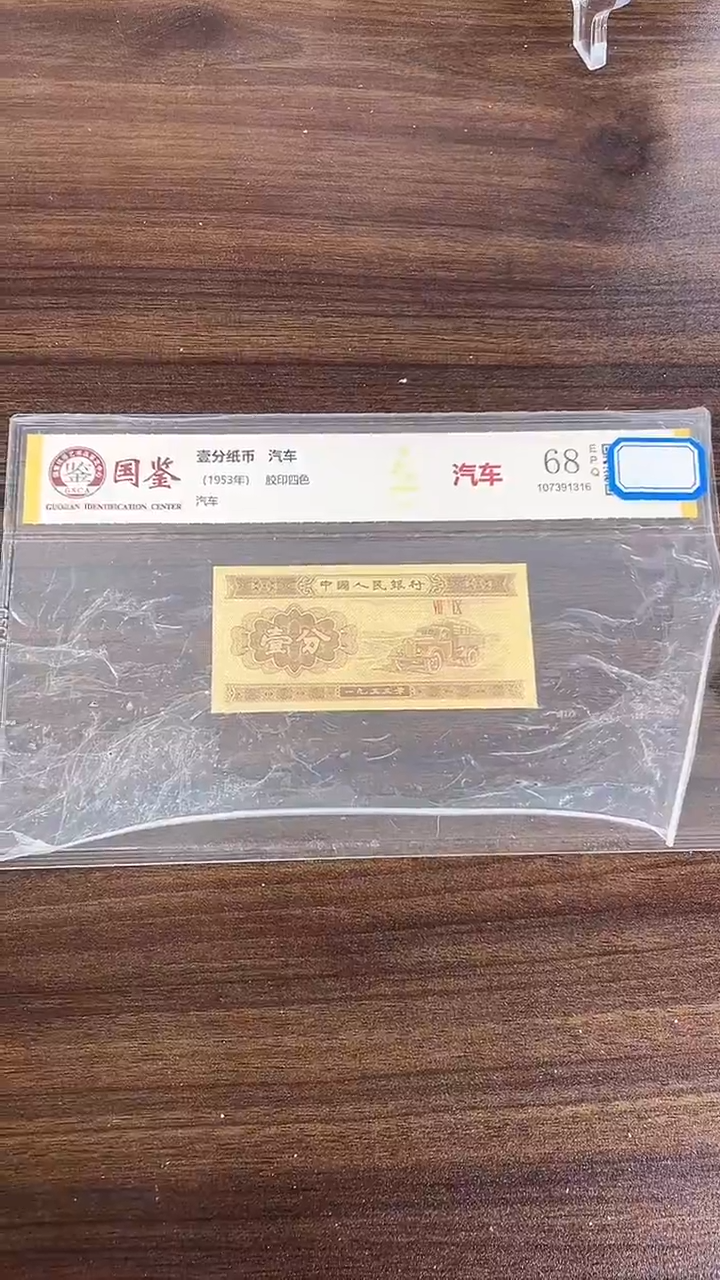 国鉴
GUOJIAN IDENTIFICATION CENTER
GXCA
壹分纸币 汽车
(1953年) 胶印四色
汽车
汽车
68
EPQ
107391316
中國人民銀行
壹分
一九五三年